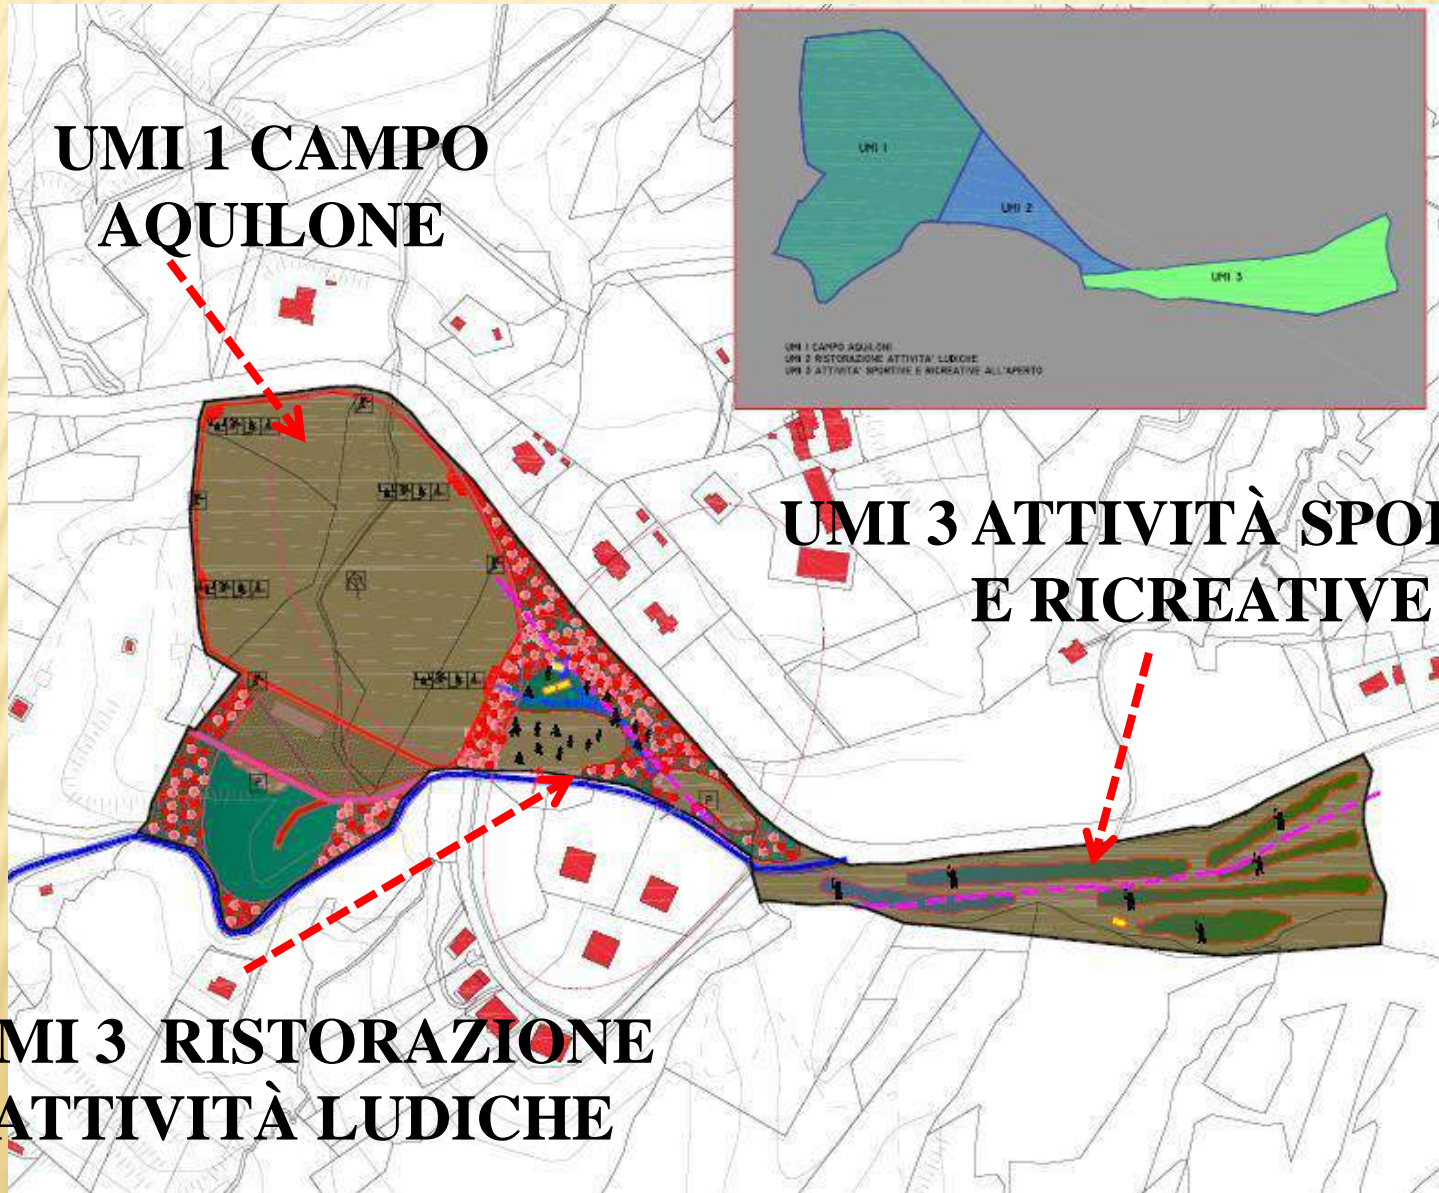 UMI 1 CAMPO
AQUILONE
UMI 1
UMI 2
UMI 3
UMI 1 CAMPO AQUILONI
UMI 2 RISTORAZIONE ATTIVITA' LUDICHE
UMI 3 ATTIVITA' SPORTIVE E RICREATIVE ALL'APERTO
UMI 3 ATTIVITÀ SPO
E RICREATIVE
P
P
MI 3 RISTORAZIONE
ATTIVITÀ LUDICHE